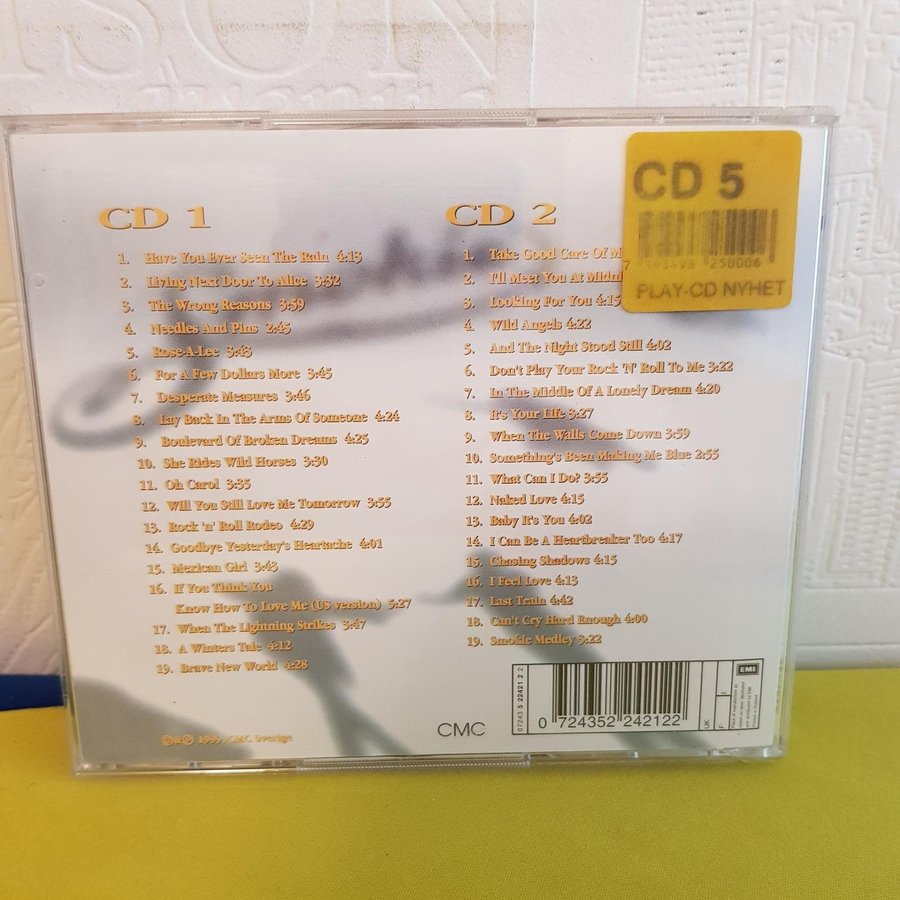 CD 1
1. Have You Ever Seen The Rain 4:13
2. Living Next Door To Alice 3:32
3. The Wrong Reasons 3:59
4. Needles And Pins 2:45
5. Rose-A-Lee 3:43
6. For A Few Dollars More 3:45
7. Desperate Measures 3:46
8. Lay Back In The Arms Of Someone 4:24
9. Boulevard Of Broken Dreams 4:25
10. She Rides Wild Horses 3:30
11. Oh Carol 3:35
12. Will You Still Love Me Tomorrow 3:55
13. Rock 'n' Roll Rodeo 4:29
14. Goodbye Yesterday's Heartache 4:01
15. Mexican Girl 3:43
16. If You Think You
Know How To Love Me (US version) 5:27
17. When The Lightning Strikes 3:47
18. A Winters Tale 4:12
19. Brave New World 4:28
CMC Sverige
CD 2
1. Take Good Care Of
2. I'll Meet You At
3. Looking For You 4:15
4. Wild Angels 4:22
5. And The Night Stood Still 4:02
6. Don't Play Your Rock 'N' Roll To Me 3:22
7. In The Middle Of A Lonely Dream 4:20
8. It's Your Life 3:27
9. When The Walls Come Down 3:59
10. Something's Been Making Me Blue 2:55
11. What Can I Do? 3:55
12. Naked Love 4:15
13. Baby It's You 4:02
14. I Can Be A Heartbreaker Too 4:17
15. Chasing Shadows 4:15
16. I Feel Love 4:13
17. Last Train 4:42
18. Can't Cry Hard Enough 4:00
19. Smokie Medley 3:22
CD 5
PLAY-CD NYHET
CMC
07243 5 22421 2 2
0 724352 242122
UK:
F:
EMI